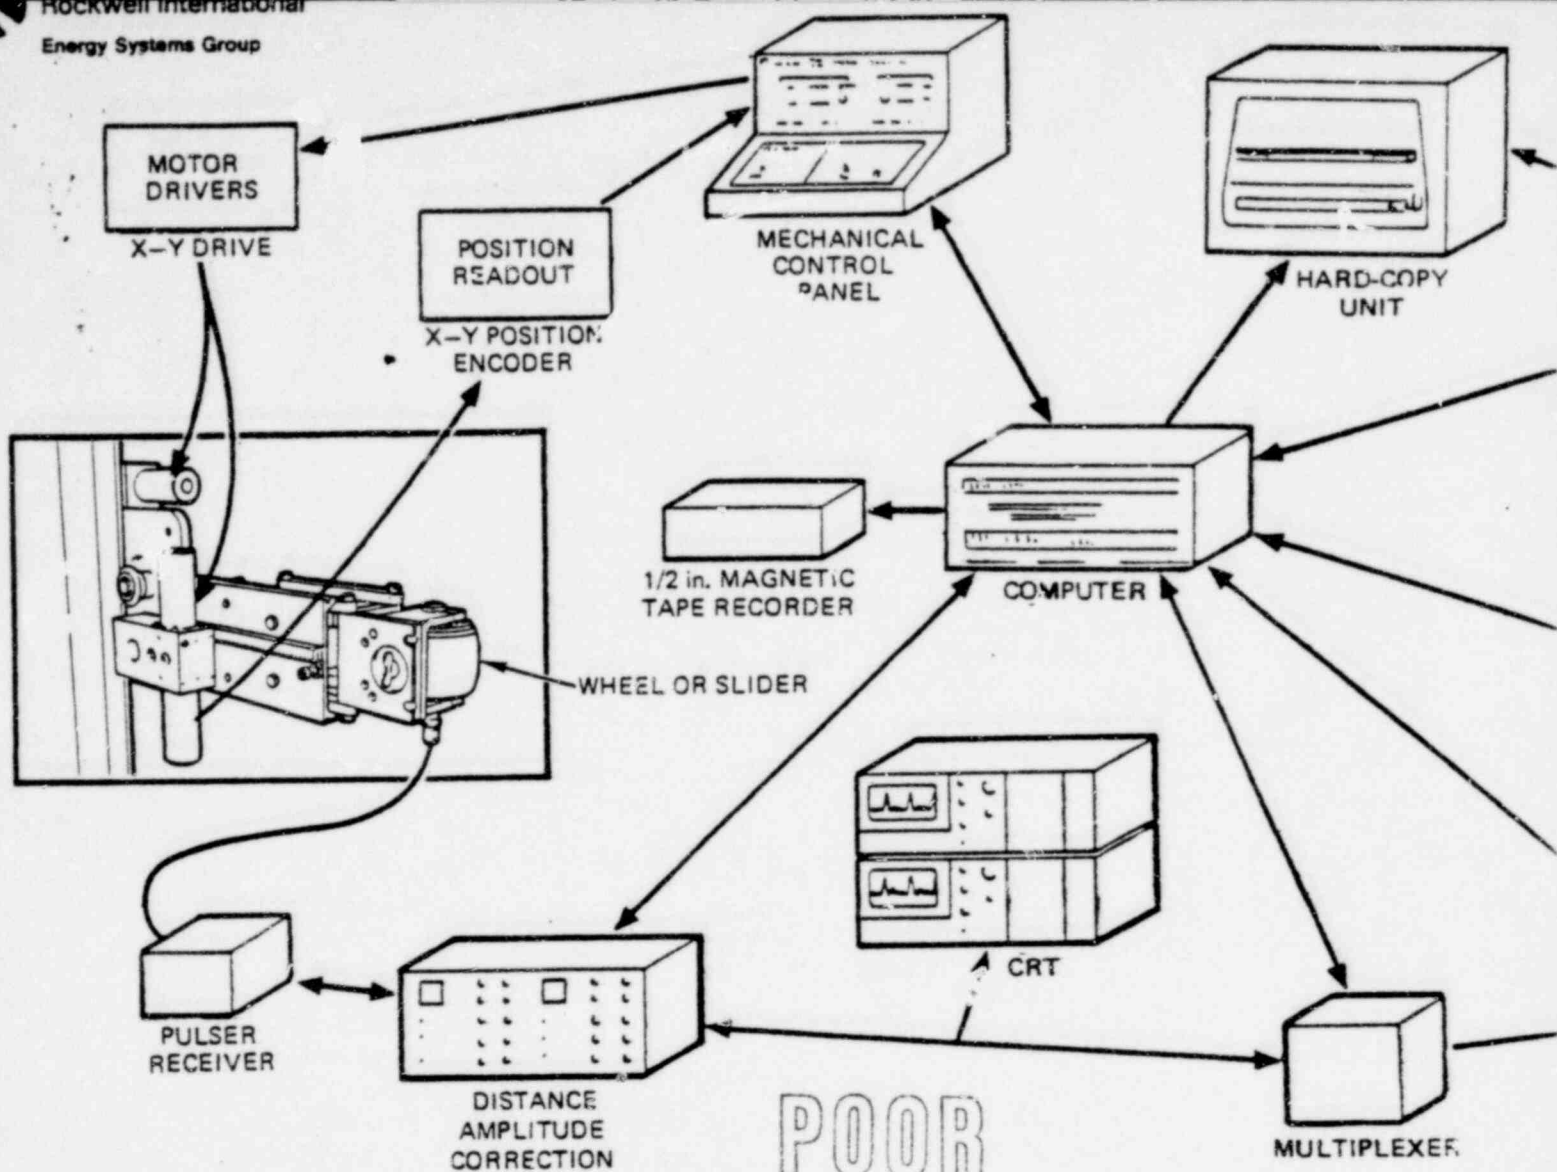 Rockwell International
Energy Systems Group
MOTOR
DRIVERS
X-Y DRIVE
POSITION
READOUT
X-Y POSITION
ENCODER
MECHANICAL
CONTROL
PANEL
HARD-COPY
UNIT
1/2 in. MAGNETIC
TAPE RECORDER
COMPUTER
WHEEL OR SLIDER
CRT
PULSER
RECEIVER
DISTANCE
AMPLITUDE
CORRECTION
MULTIPLEXER
POOR